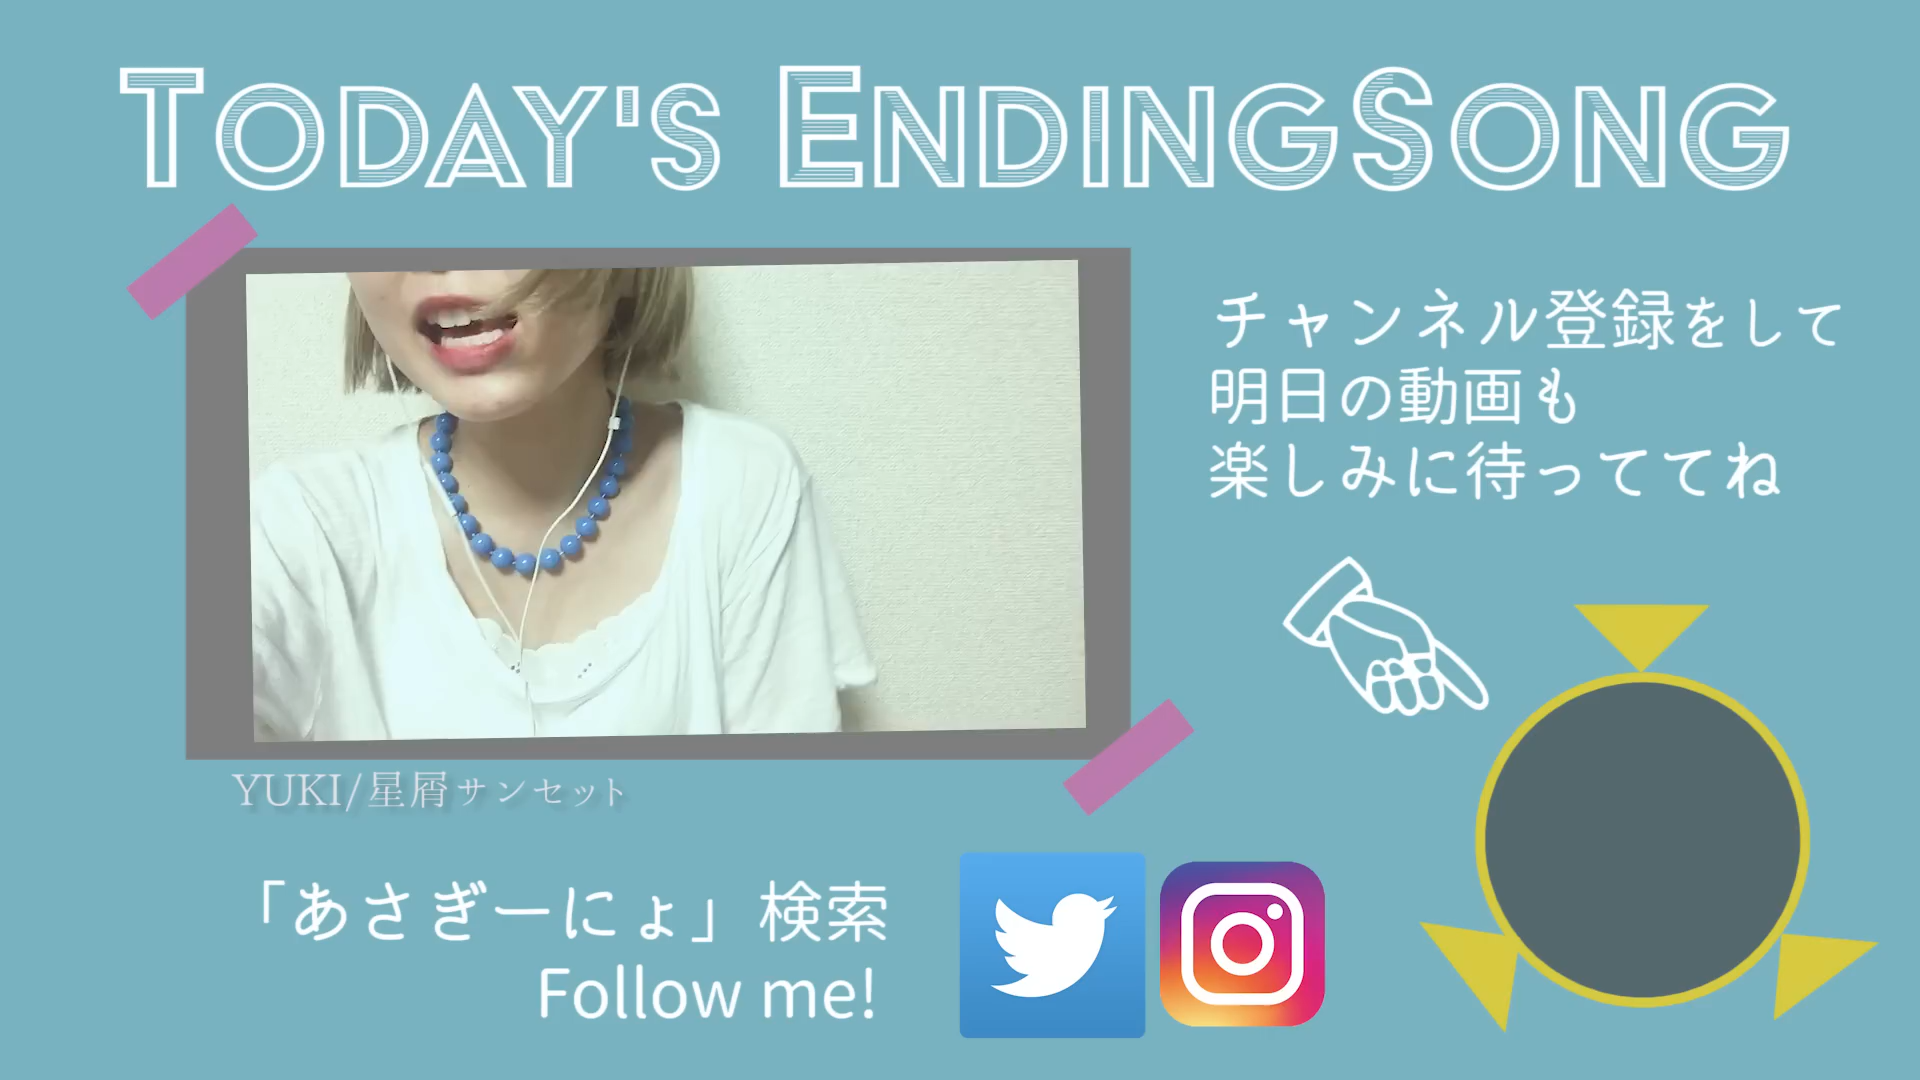 TODAY'S ENDINGSONG
チャンネル登録をして
明日の動画も
楽しみに待っててね
YUKI/星屑サンセット
「あさぎーにょ」検索
Follow me!